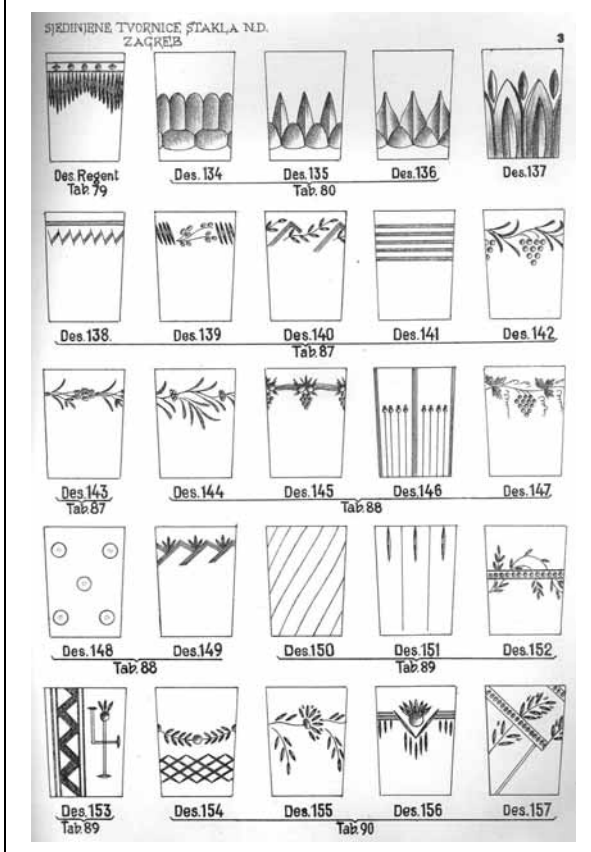 SJEDINJENE TVORNICE STAKLA N.D.
ZAGREB
3
Des. Regent Des. 134 Des. 135 Des. 136 Des. 137
Tab. 79 Tab. 80
Des. 138. Des. 139 Des. 140 Des. 141 Des. 142
Tab. 87
Des. 143 Des. 144 Des. 145 Des. 146 Des. 147
Tab. 87 Tab. 88
Des. 148 Des. 149 Des. 150 Des. 151 Des. 152
Tab. 88 Tab. 89
Des. 153 Des. 154 Des. 155 Des. 156 Des. 157
Tab. 89 Tab. 90